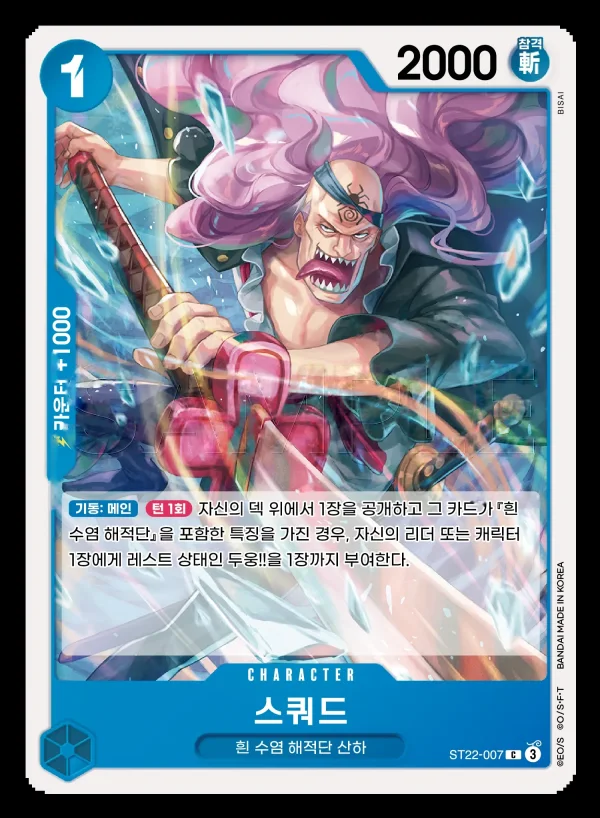 1
2000
참격
斬
BISAI
⚡카운터 +1000
SAMPLE
기동: 메인 턴 1회 자신의 덱 위에서 1장을 공개하고 그 카드가 『흰
수염 해적단』을 포함한 특징을 가진 경우, 자신의 리더 또는 캐릭터
1장에게 레스트 상태인 두웅!!을 1장까지 부여한다.
CHARACTER
스쿼드
흰 수염 해적단 산하
ST22-007 C 3
©EO/S ©O/S·F·T BANDAI MADE IN KOREA